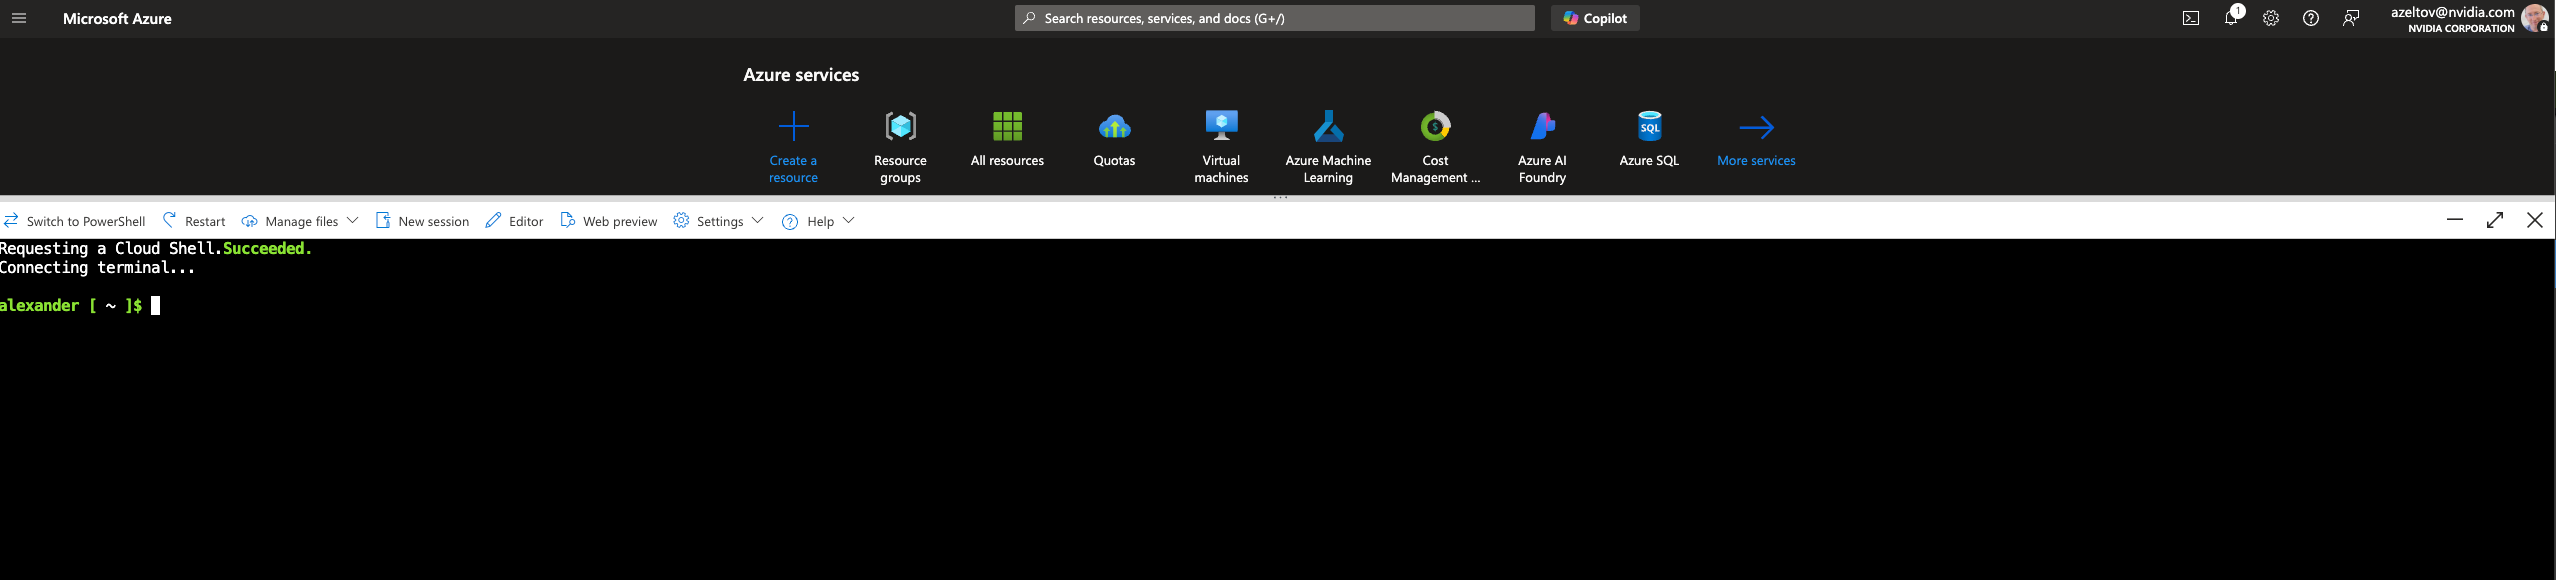 Microsoft Azure
Search resources, services, and docs (G+/)
Copilot
1
azeltov@nvidia.com
NVIDIA CORPORATION
Azure services
Create a resource
Resource groups
All resources
Quotas
Virtual machines
Azure Machine Learning
Cost Management ...
Azure AI Foundry
SQL
Azure SQL
More services
Switch to PowerShell
Restart
Manage files
New session
Editor
Web preview
Settings
Help
Requesting a Cloud Shell.Succeeded.
Connecting terminal...
alexander [ ~ ]$